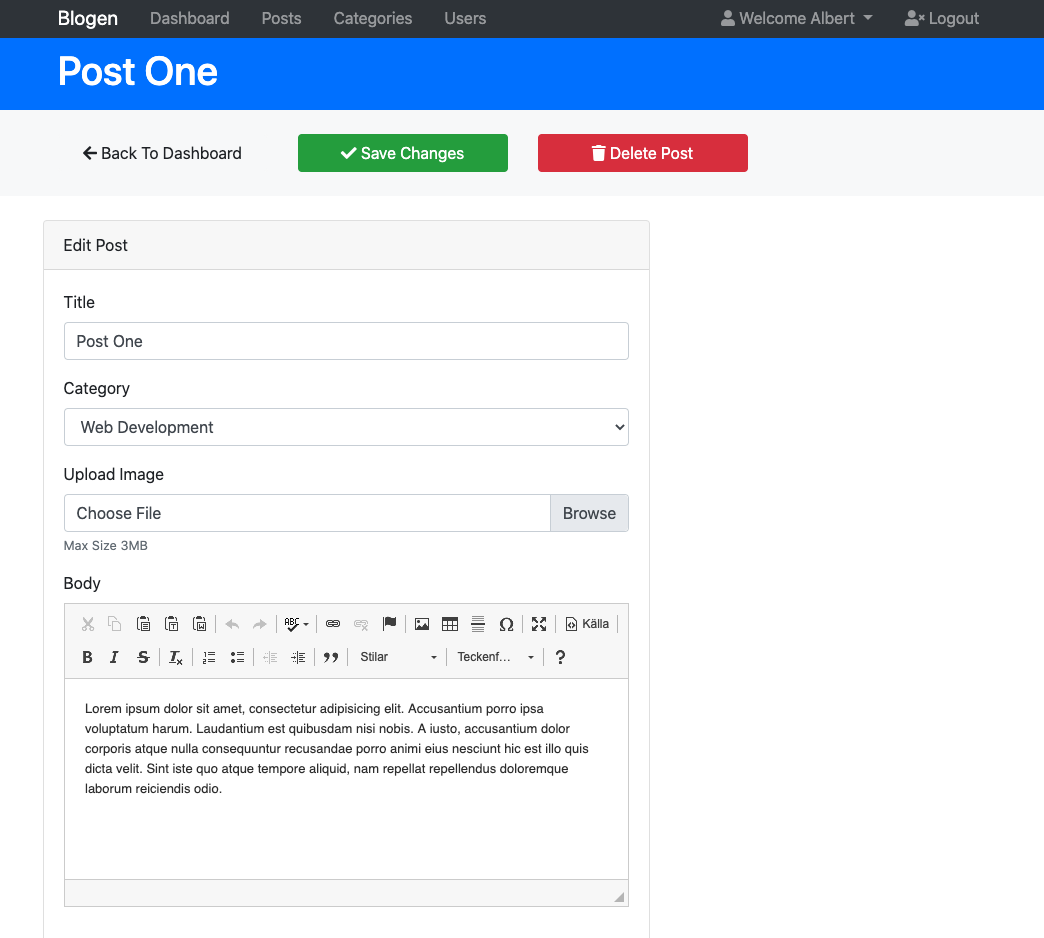 Blogen Dashboard Posts Categories Users Welcome Albert Logout
Post One
Back To Dashboard Save Changes Delete Post
Edit Post
Title
Post One
Category
Web Development
Upload Image
Choose File Browse
Max Size 3MB
Body
ABC Ω Källa
B I S Tx Stilar Teckenf... ?
Lorem ipsum dolor sit amet, consectetur adipisicing elit. Accusantium porro ipsa
voluptatum harum. Laudantium est quibusdam nisi nobis. A iusto, accusantium dolor
corporis atque nulla consequuntur recusandae porro animi eius nesciunt hic est illo quis
dicta velit. Sint iste quo atque tempore aliquid, nam repellat repellendus doloremque
laborum reiciendis odio.